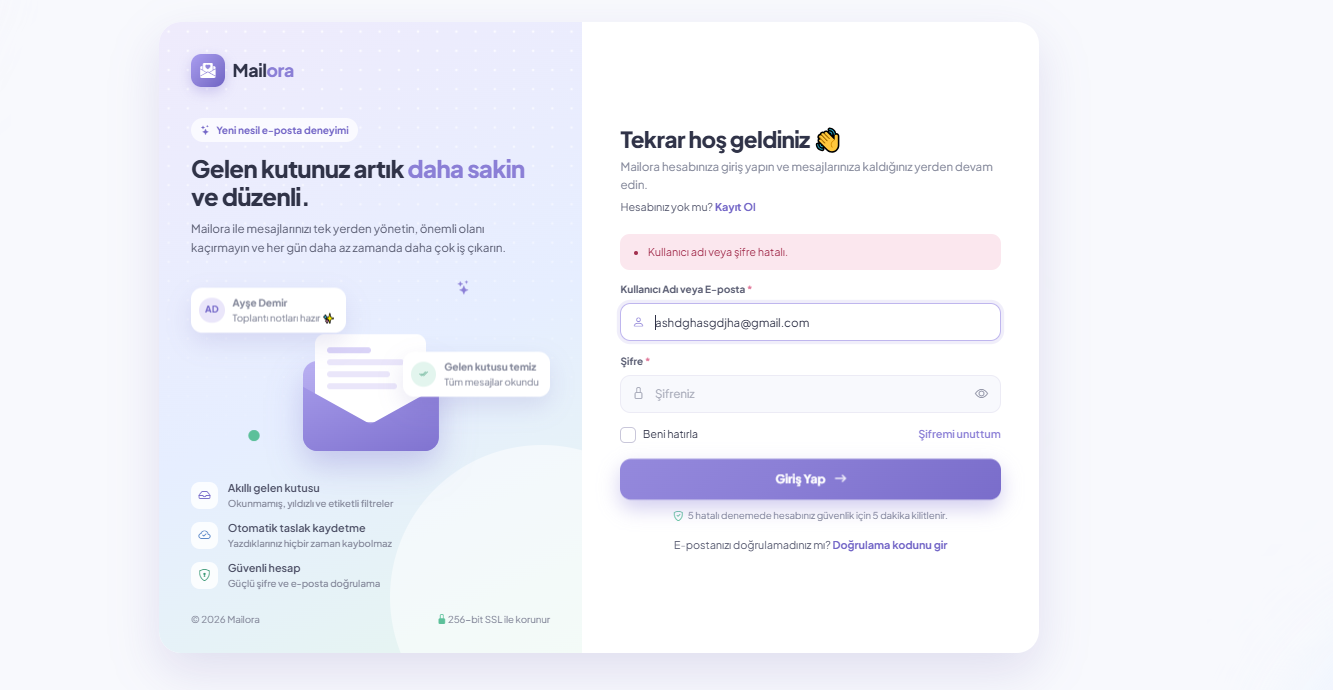 Mailora
Yeni nesil e-posta deneyimi
Gelen kutunuz artık daha sakin
ve düzenli.
Mailora ile mesajlarınızı tek yerden yönetin, önemli olanı
kaçırmayın ve her gün daha az zamanda daha çok iş çıkarın.
AD
Ayşe Demir
Toplantı notları hazır
Gelen kutusu temiz
Tüm mesajlar okundu
Akıllı gelen kutusu
Okunmamış, yıldızlı ve etiketli filtreler
Otomatik taslak kaydetme
Yazdıklarınız hiçbir zaman kaybolmaz
Güvenli hesap
Güçlü şifre ve e-posta doğrulama
© 2026 Mailora
256-bit SSL ile korunur
Tekrar hoş geldiniz 👋
Mailora hesabınıza giriş yapın ve mesajlarınıza kaldığınız yerden devam
edin.
Hesabınız yok mu? Kayıt Ol
• Kullanıcı adı veya şifre hatalı.
Kullanıcı Adı veya E-posta *
ashdghasgdjha@gmail.com
Şifre *
Şifreniz
Beni hatırla
Şifremi unuttum
Giriş Yap →
5 hatalı denemede hesabınız güvenlik için 5 dakika kilitlenir.
E-postanızı doğrulamadınız mı? Doğrulama kodunu gir